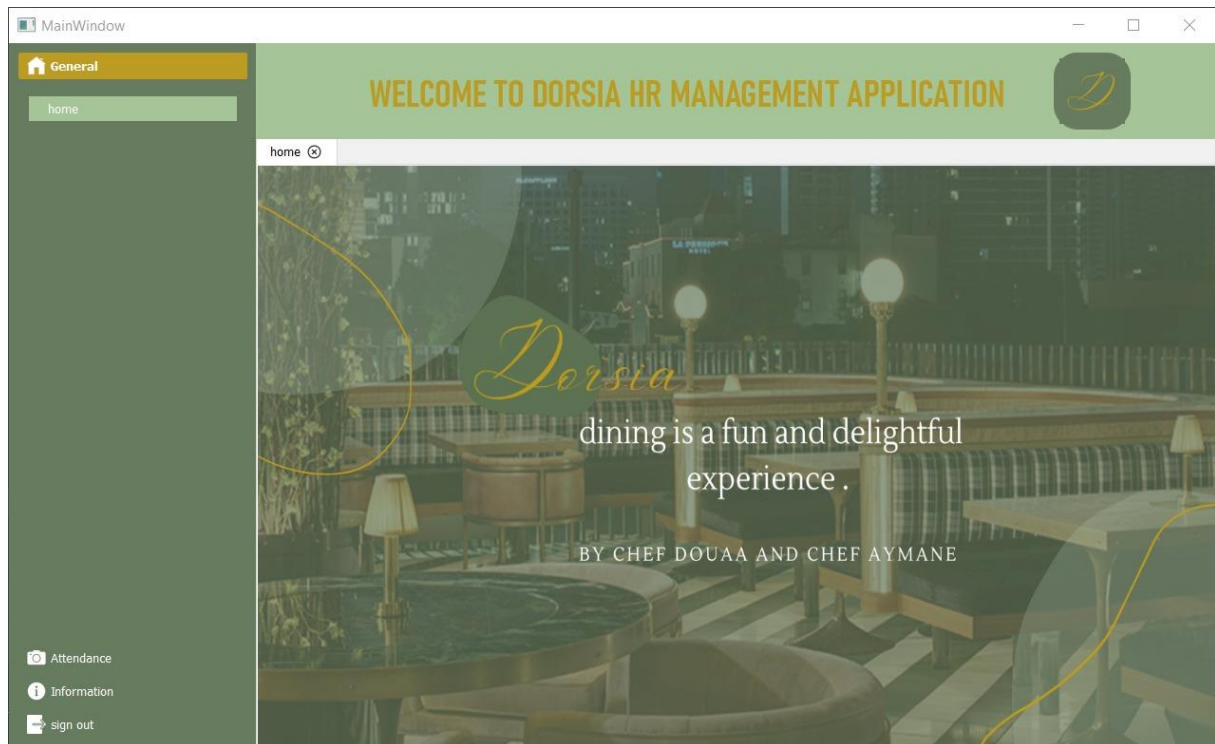 MainWindow
General
home
WELCOME TO DORSIA HR MANAGEMENT APPLICATION
D
home
Dorsia
dining is a fun and delightful
experience .
BY CHEF DOUAA AND CHEF AYMANE
Attendance
Information
sign out